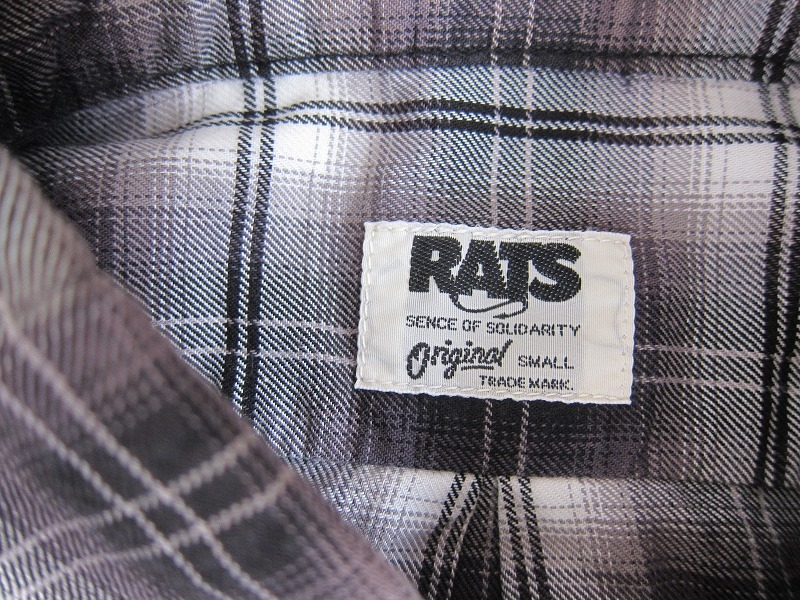 RATS
SENCE OF SOLIDARITY
Original SMALL
TRADE MARK.